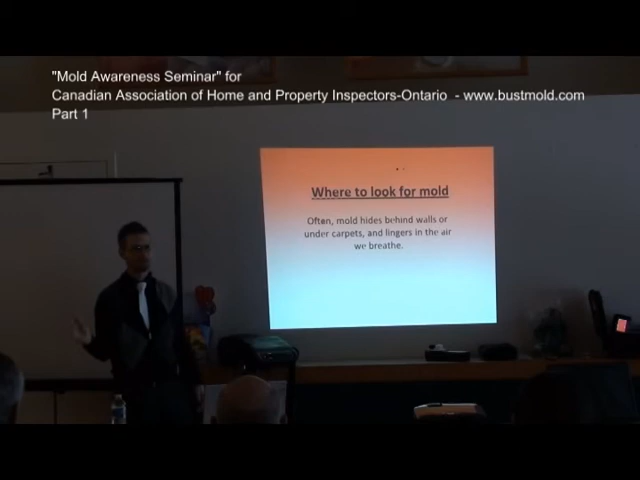 "Mold Awareness Seminar" for
Canadian Association of Home and Property Inspectors-Ontario - www.bustmold.com
Part 1
Where to look for mold
Often, mold hides behind walls or
under carpets, and lingers in the air
we breathe.